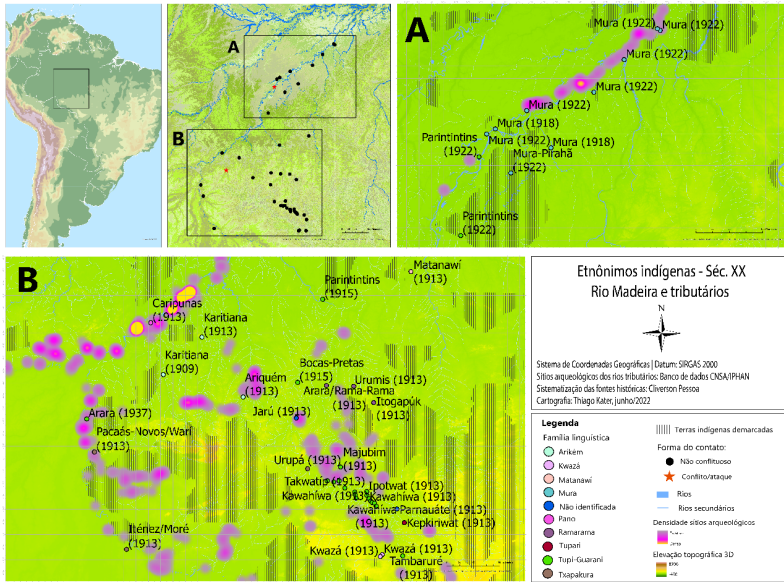 A
B
A
Mura (1922)
Mura (1922)
Mura (1922)
Mura (1922)
Mura (1922)
Mura (1918)
Parintintins
(1922)
Mura (1922)
Mura (1918)
Mura-Pirahã
(1922)
Parintintins
(1922)
B
Matanawí
(1913)
Parintintins
(1915)
Caripunas
(1913)
Karitiana
(1913)
Karitiana
(1909)
Bocas-Pretas
(1915)
Ariquém
(1913)
Urumis (1913)
Arara/Rama-Rama
(1913)
Itogapúk
(1913)
Jarú (1913)
Arara (1937)
Pacaás-Novos/Wari
(1913)
Urupá (1913)
Majubim
(1913)
Takwatip (1913)
Ipotwat (1913)
Kawahíwa (1913)
Kawahíwa (1913)
Kawahíwa
(1913)
Parnauáte (1913)
Kepkiriwat (1913)
Iténez/Moré
(1913)
Kwazá (1913)
Kwazá (1913)
Tambaruré
(1913)
Etnônimos indígenas - Séc. XX
Rio Madeira e tributários
N
Sistema de Coordenadas Geográficas | Datum: SIRGAS 2000
Sítios arqueológicos dos rios tributários: Banco de dados CNSA/IPHAN
Sistematização das fontes históricas: Cliverson Pessoa
Cartografia: Thiago Kater, junho/2022
Legenda
Família linguística
Arikém
Kwazá
Matanawí
Mura
Não identificada
Pano
Ramarama
Tupari
Tupi-Guarani
Txapakura
Terras indígenas demarcadas
Forma do contato:
Não conflituoso
Conflito/ataque
Rios
Rios secundários
Densidade sítios arqueológicos
Elevação topográfica 3D